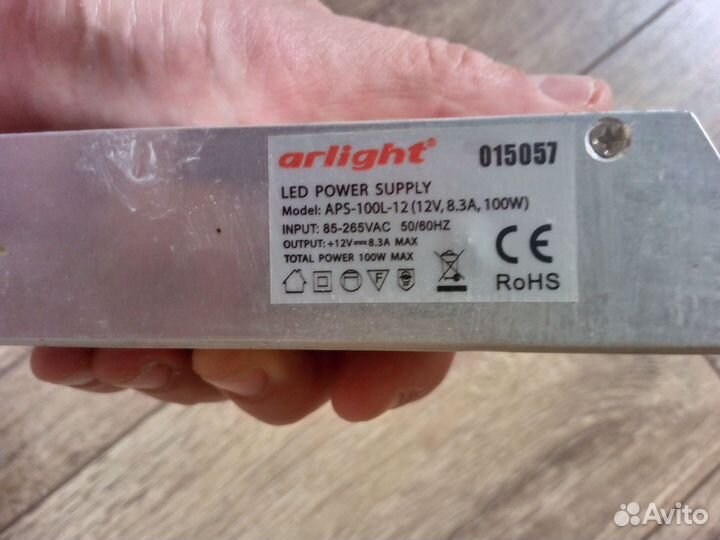 arlight® 015057
LED POWER SUPPLY
Model: APS-100L-12 (12V, 8.3A, 100W)
INPUT: 85-265VAC 50/60HZ
OUTPUT: +12V⎓8.3A MAX
TOTAL POWER 100W MAX
F
CE
RoHS
Avito